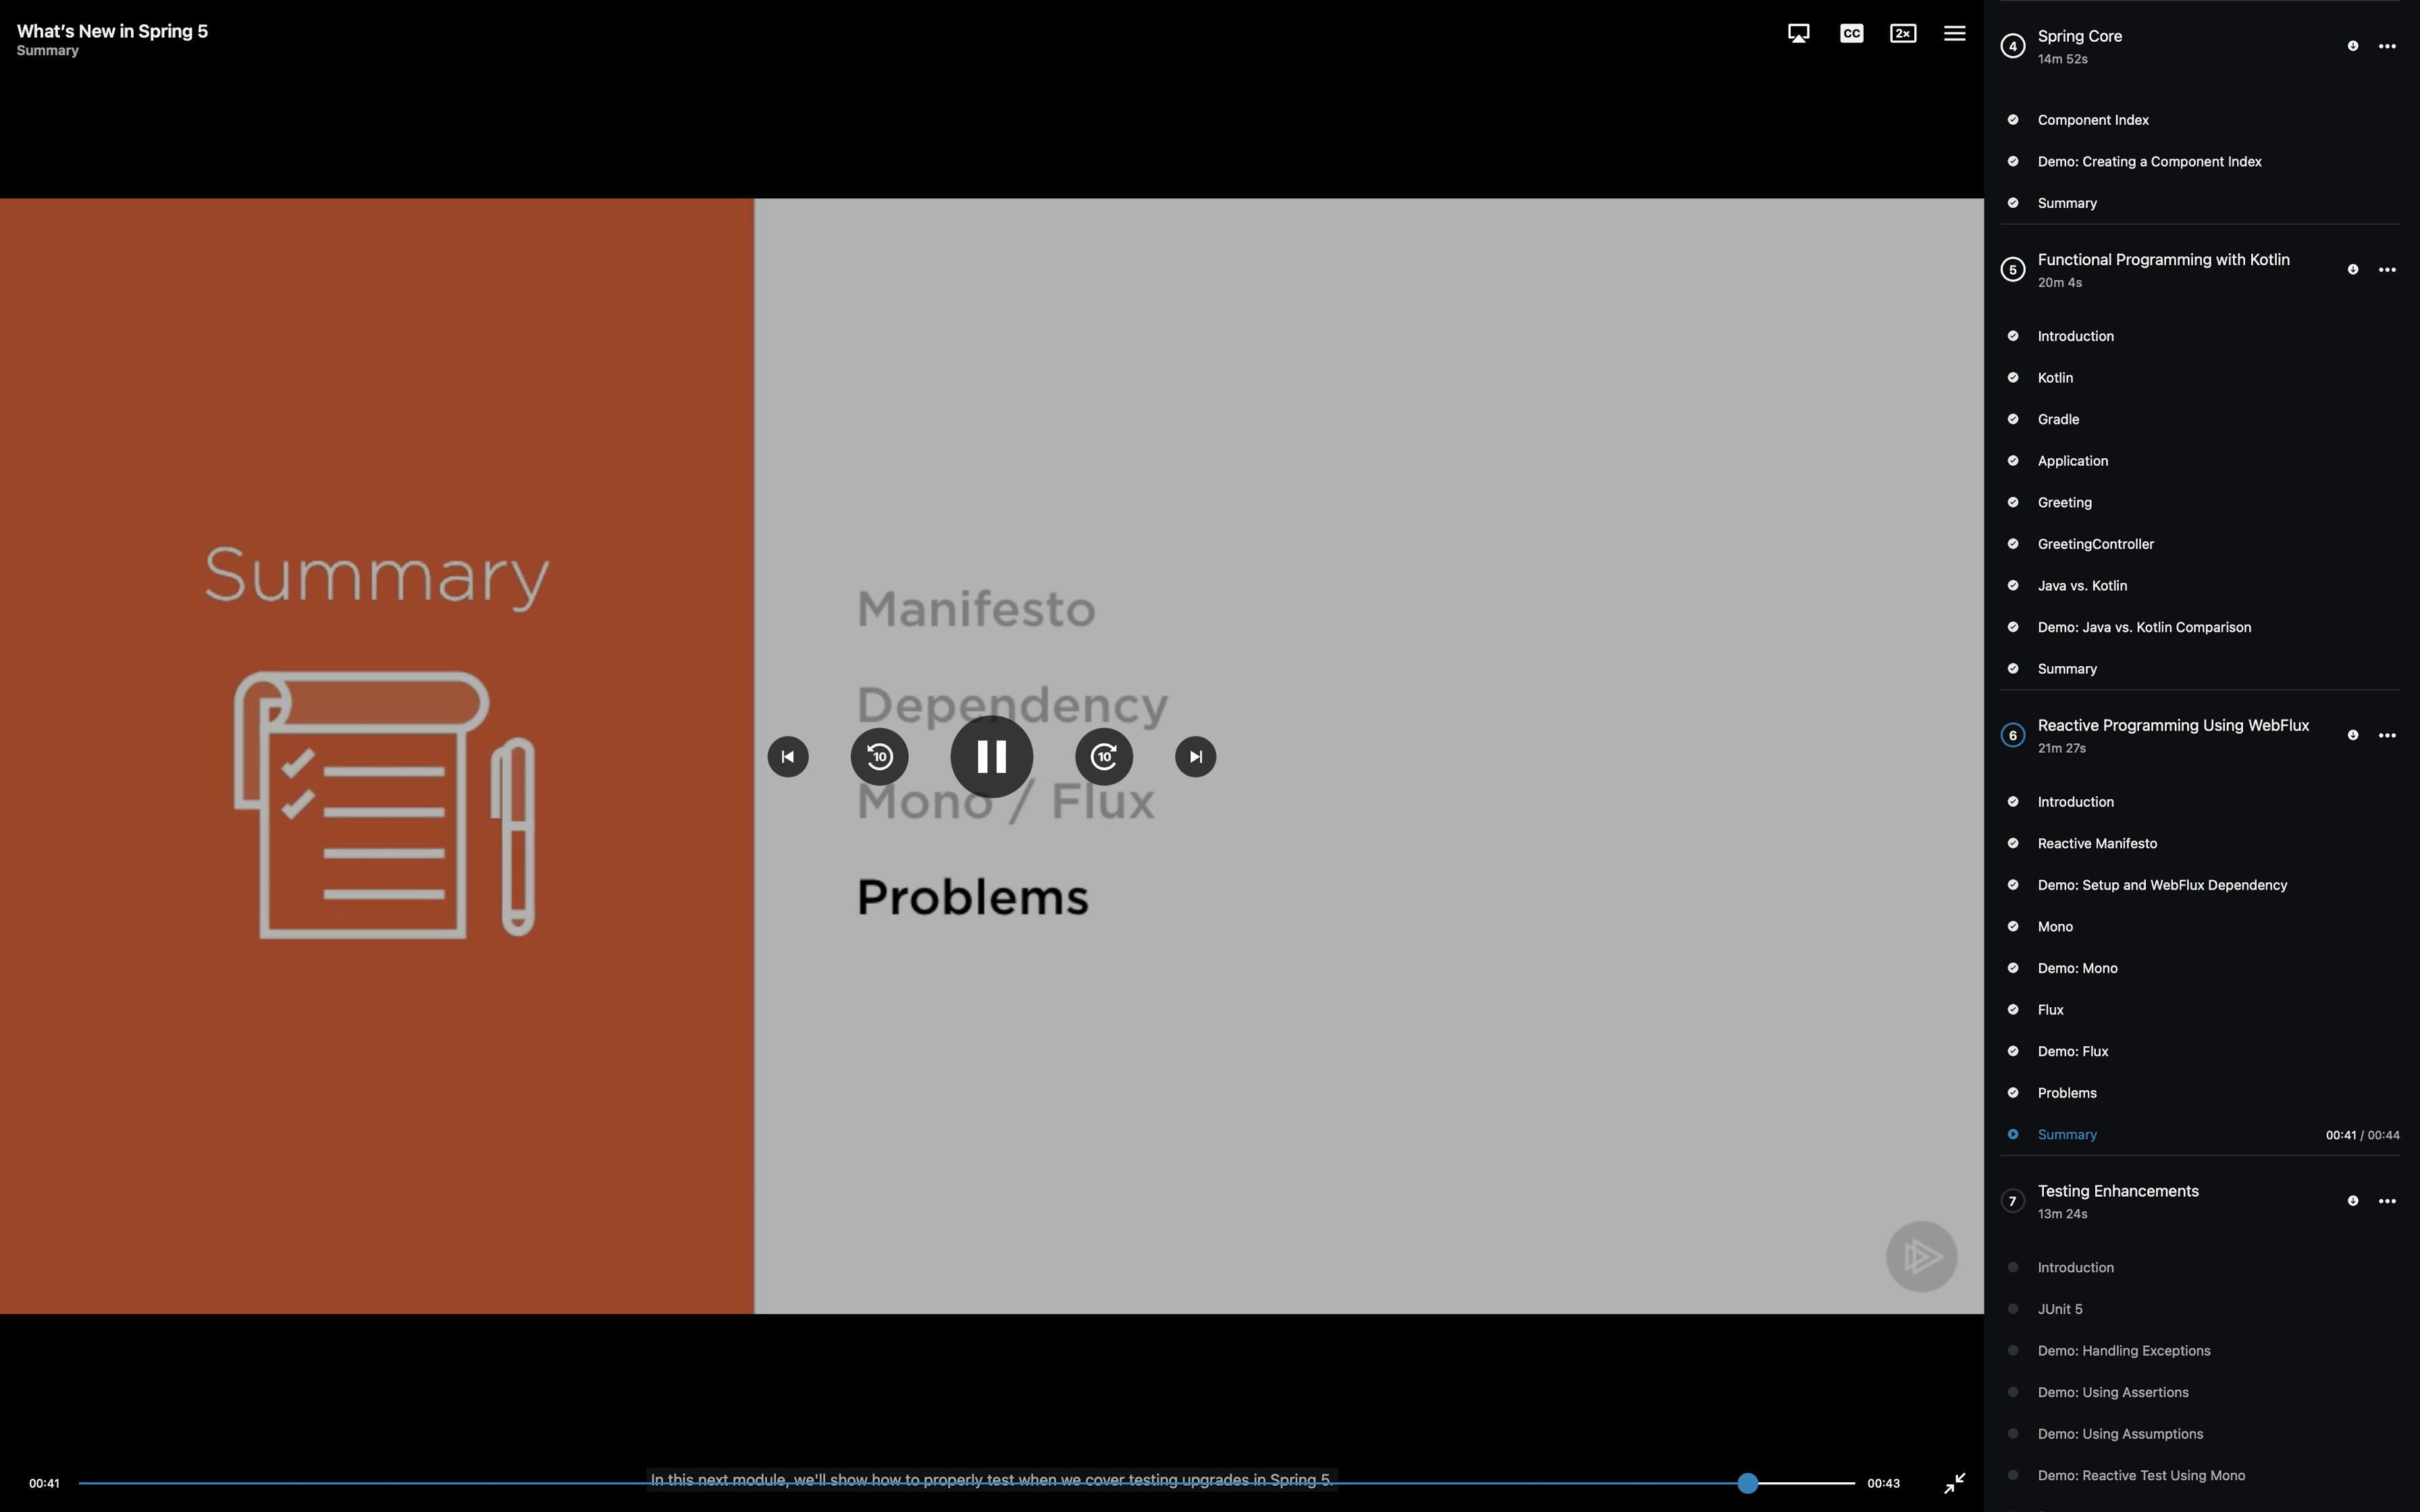 What's New in Spring 5
Summary
CC
2x
Summary
Manifesto
Dependency
Mono / Flux
Problems
10
10
In this next module, we'll show how to properly test when we cover testing upgrades in Spring 5.
00:41
00:43
4
Spring Core
14m 52s
Component Index
Demo: Creating a Component Index
Summary
5
Functional Programming with Kotlin
20m 4s
Introduction
Kotlin
Gradle
Application
Greeting
GreetingController
Java vs. Kotlin
Demo: Java vs. Kotlin Comparison
Summary
6
Reactive Programming Using WebFlux
21m 27s
Introduction
Reactive Manifesto
Demo: Setup and WebFlux Dependency
Mono
Demo: Mono
Flux
Demo: Flux
Problems
Summary 00:41 / 00:44
7
Testing Enhancements
13m 24s
Introduction
JUnit 5
Demo: Handling Exceptions
Demo: Using Assertions
Demo: Using Assumptions
Demo: Reactive Test Using Mono